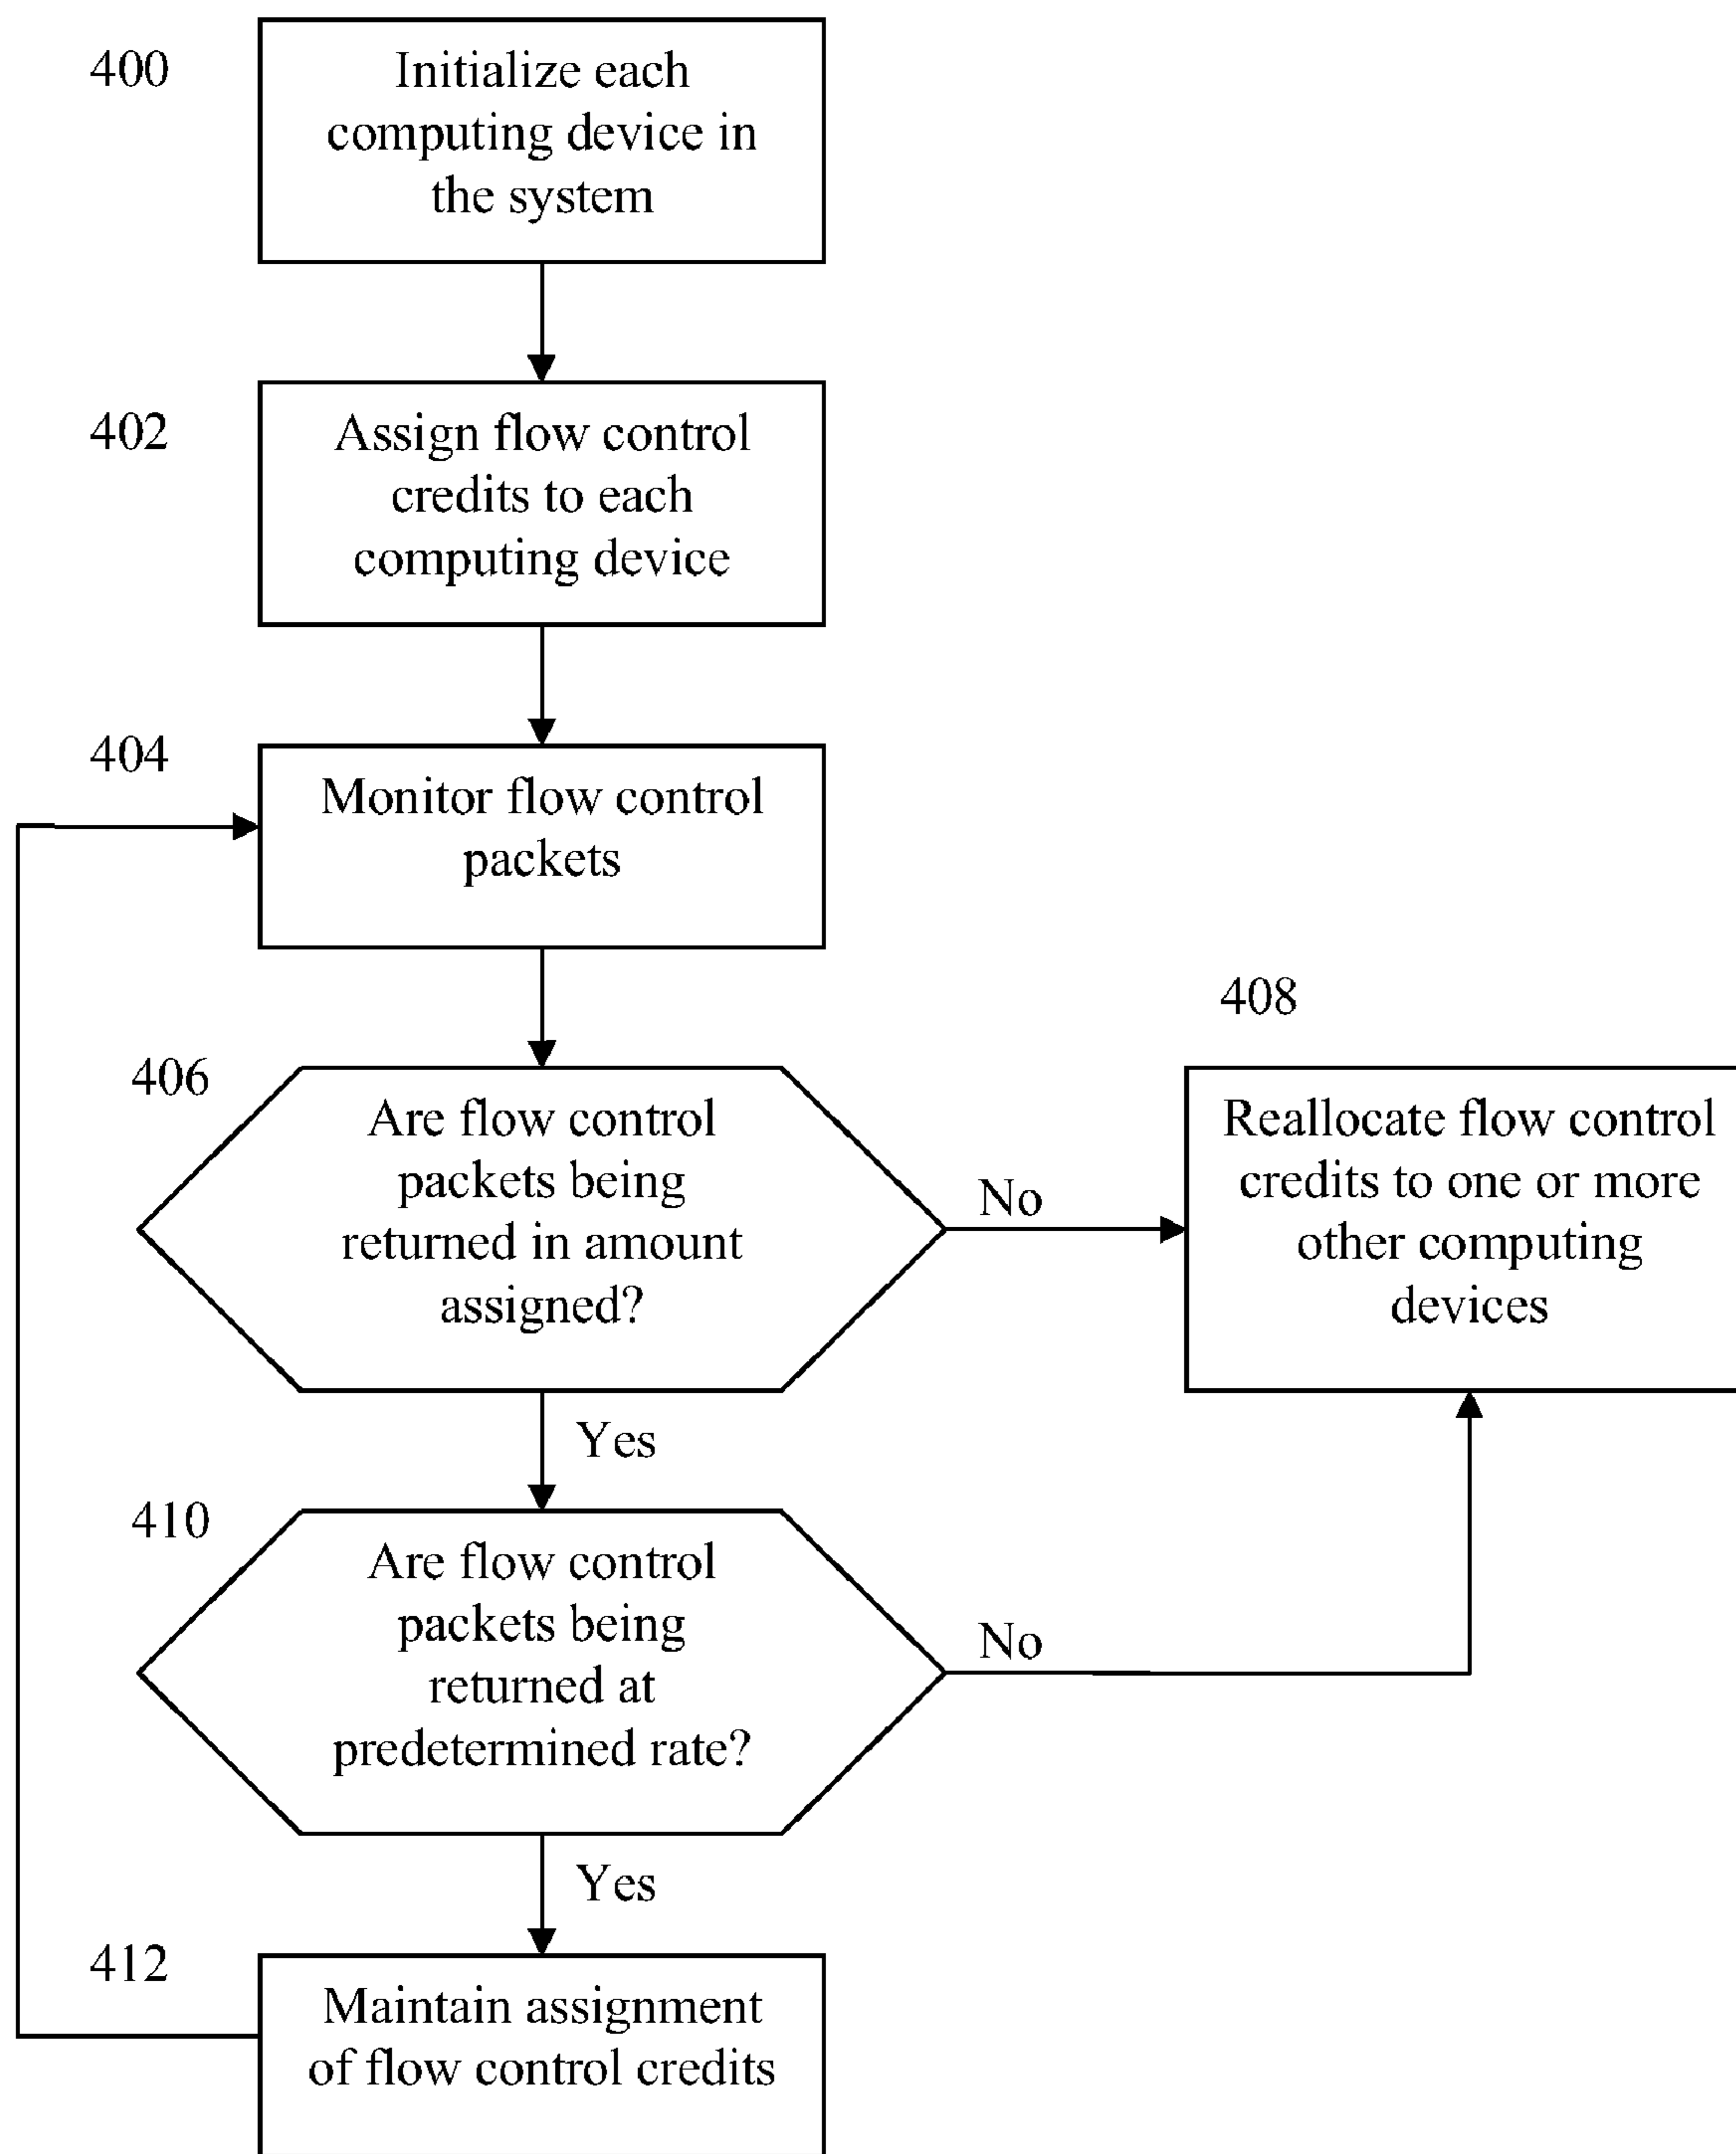 400
Initialize each
computing device in
the system
402
Assign flow control
credits to each
computing device
404
Monitor flow control
packets
406
Are flow control
packets being
returned in amount
assigned?
No
408
Reallocate flow control
credits to one or more
other computing
devices
Yes
410
Are flow control
packets being
returned at
predetermined rate?
No
Yes
412
Maintain assignment
of flow control credits